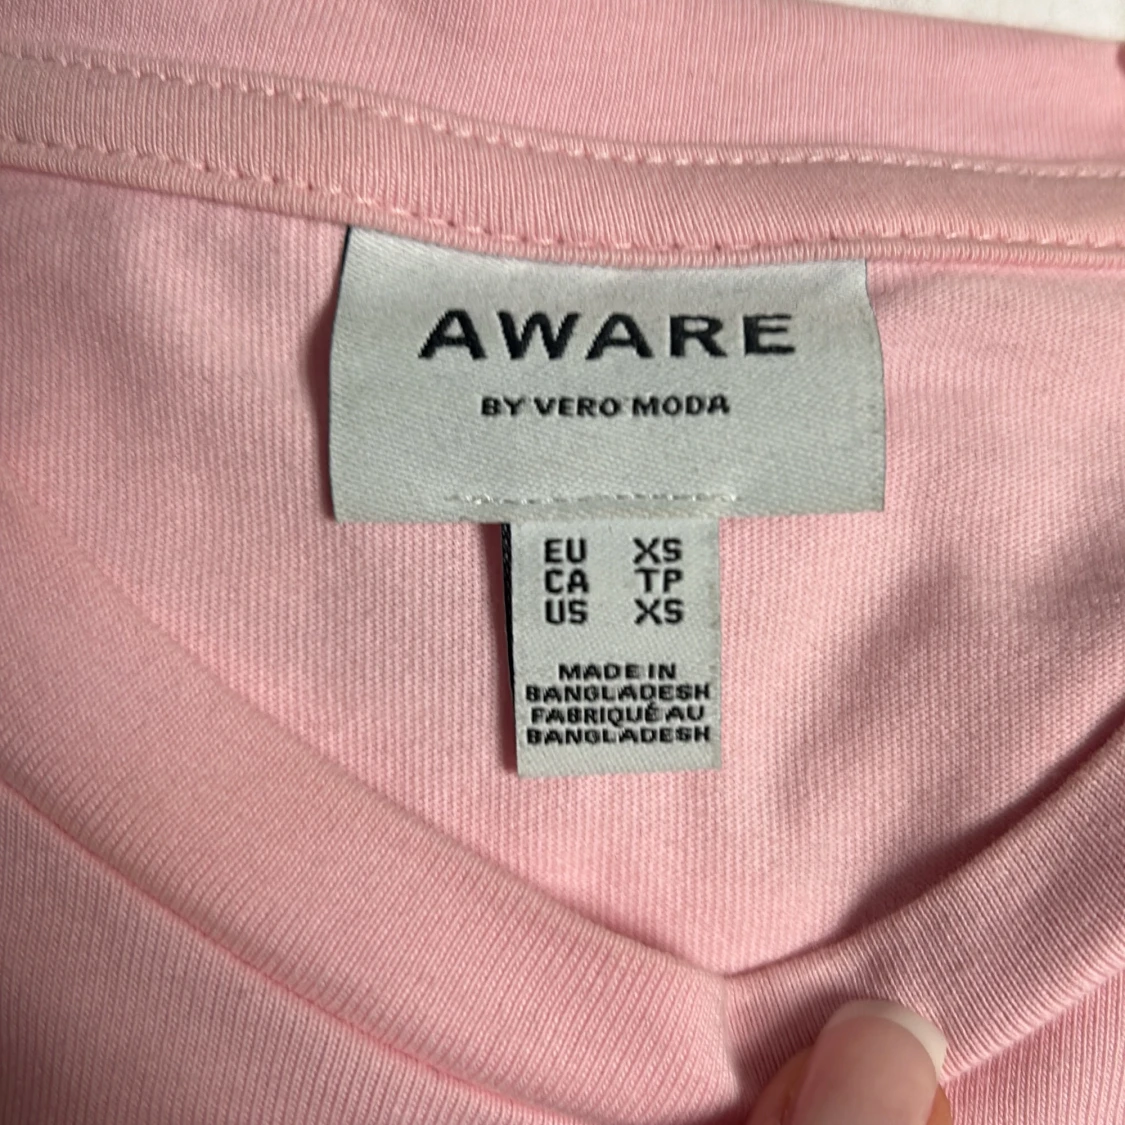 AWARE
BY VERO MODA
EU XS
CA TP
US XS
MADE IN
BANGLADESH
FABRIQUÉ AU
BANGLADESH